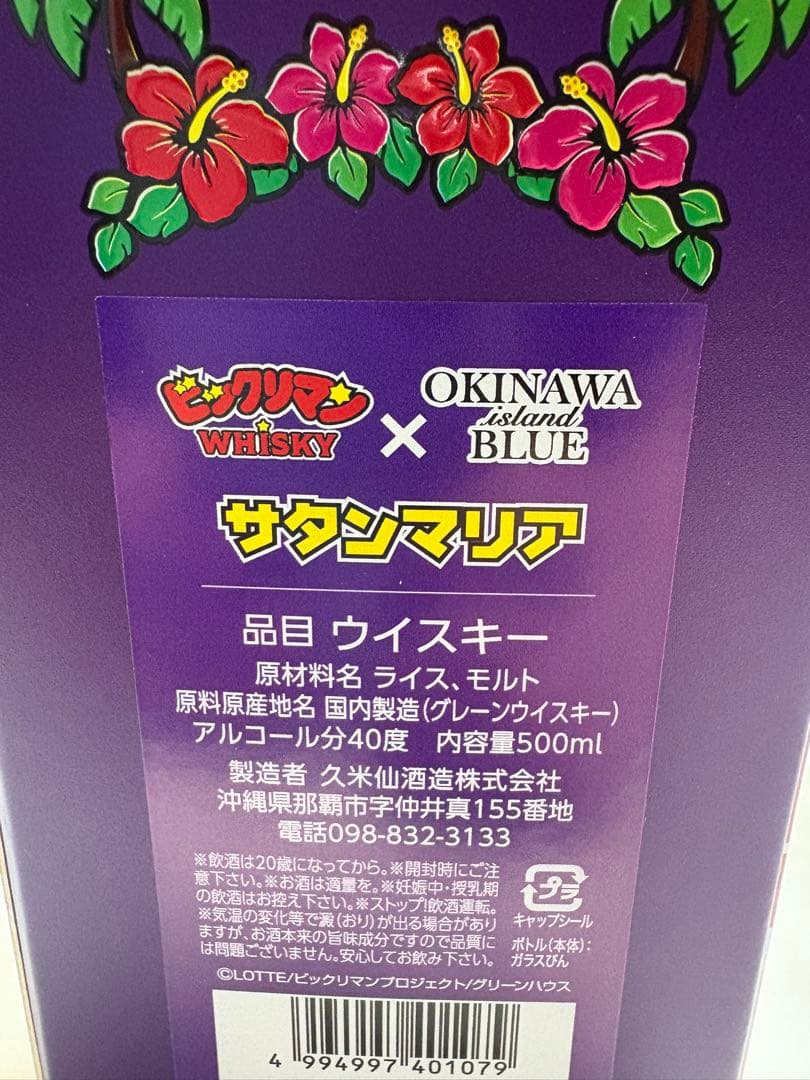 ビックリマン
WHiSKY
×
OKINAWA
island
BLUE
サタンマリア
品目 ウイスキー
原材料名 ライス、モルト
原料原産地名 国内製造(グレーンウイスキー)
アルコール分40度 内容量500ml
製造者 久米仙酒造株式会社
沖縄県那覇市字仲井真155番地
電話098-832-3133
※飲酒は20歳になってから。※開封時にご注
意下さい。※お酒は適量を。※妊娠中・授乳期
の飲酒はお控え下さい。※ストップ!飲酒運転。
※気温の変化等で澱(おり)が出る場合があり
ますが、お酒本来の旨味成分ですので品質に
は問題ございません。安心してお飲み下さい。
プラ
キャップシール
ボトル(本体):
ガラスびん
©LOTTE/ビックリマンプロジェクト/グリーンハウス
4 994997 401079